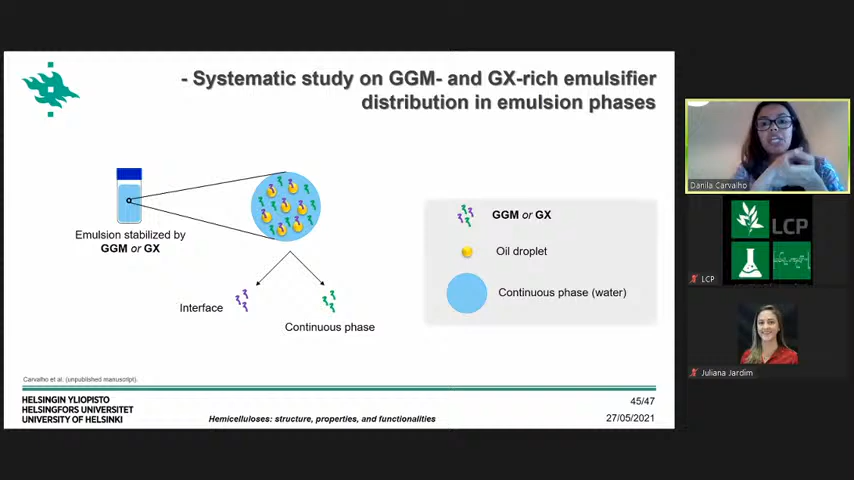 - Systematic study on GGM- and GX-rich emulsifier
distribution in emulsion phases
Emulsion stabilized by
GGM or GX
Interface
Continuous phase
GGM or GX
Oil droplet
Continuous phase (water)
Carvalho et al. (unpublished manuscript).
HELSINGIN YLIOPISTO
HELSINGFORS UNIVERSITET
UNIVERSITY OF HELSINKI
Hemicelluloses: structure, properties, and functionalities
45/47
27/05/2021
Danila Carvalho
LCP
LCP
Juliana Jardim